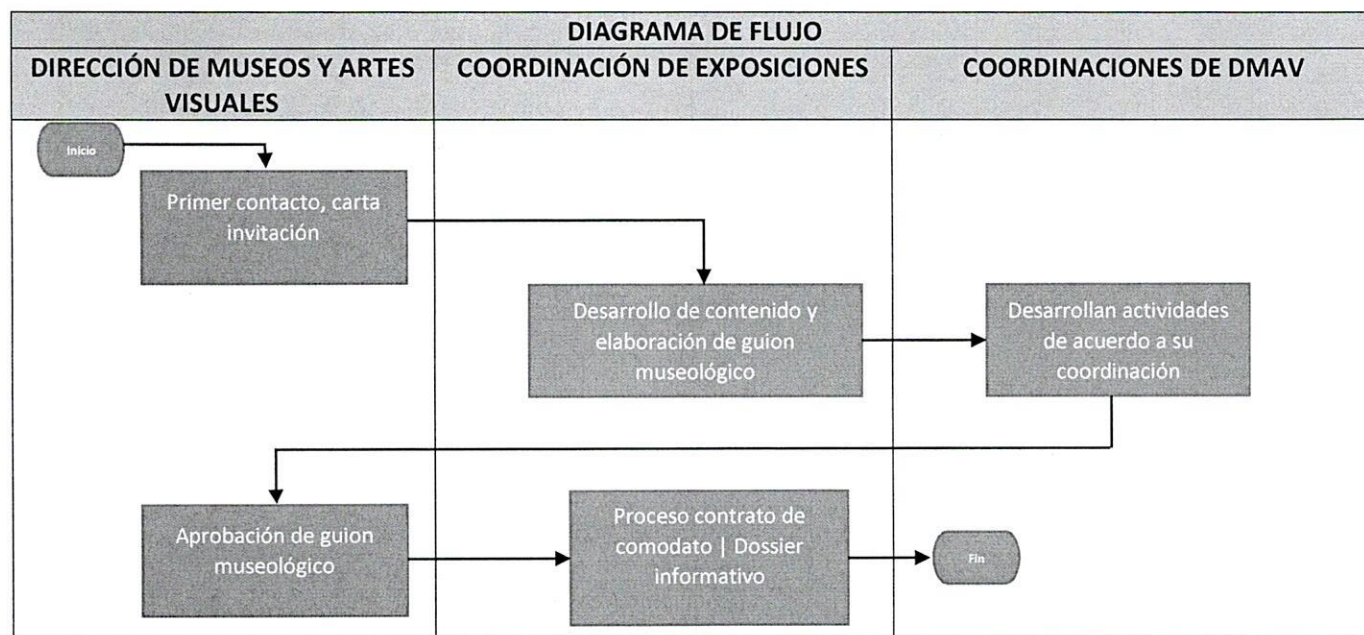 DIAGRAMA DE FLUJO
DIRECCIÓN DE MUSEOS Y ARTES
VISUALES
COORDINACIÓN DE EXPOSICIONES
COORDINACIONES DE DMAV
Inicio
Primer contacto, carta
invitación
Desarrollo de contenido y
elaboración de guion
museológico
Desarrollan actividades
de acuerdo a su
coordinación
Aprobación de guion
museológico
Proceso contrato de
comodato | Dossier
informativo
Fin